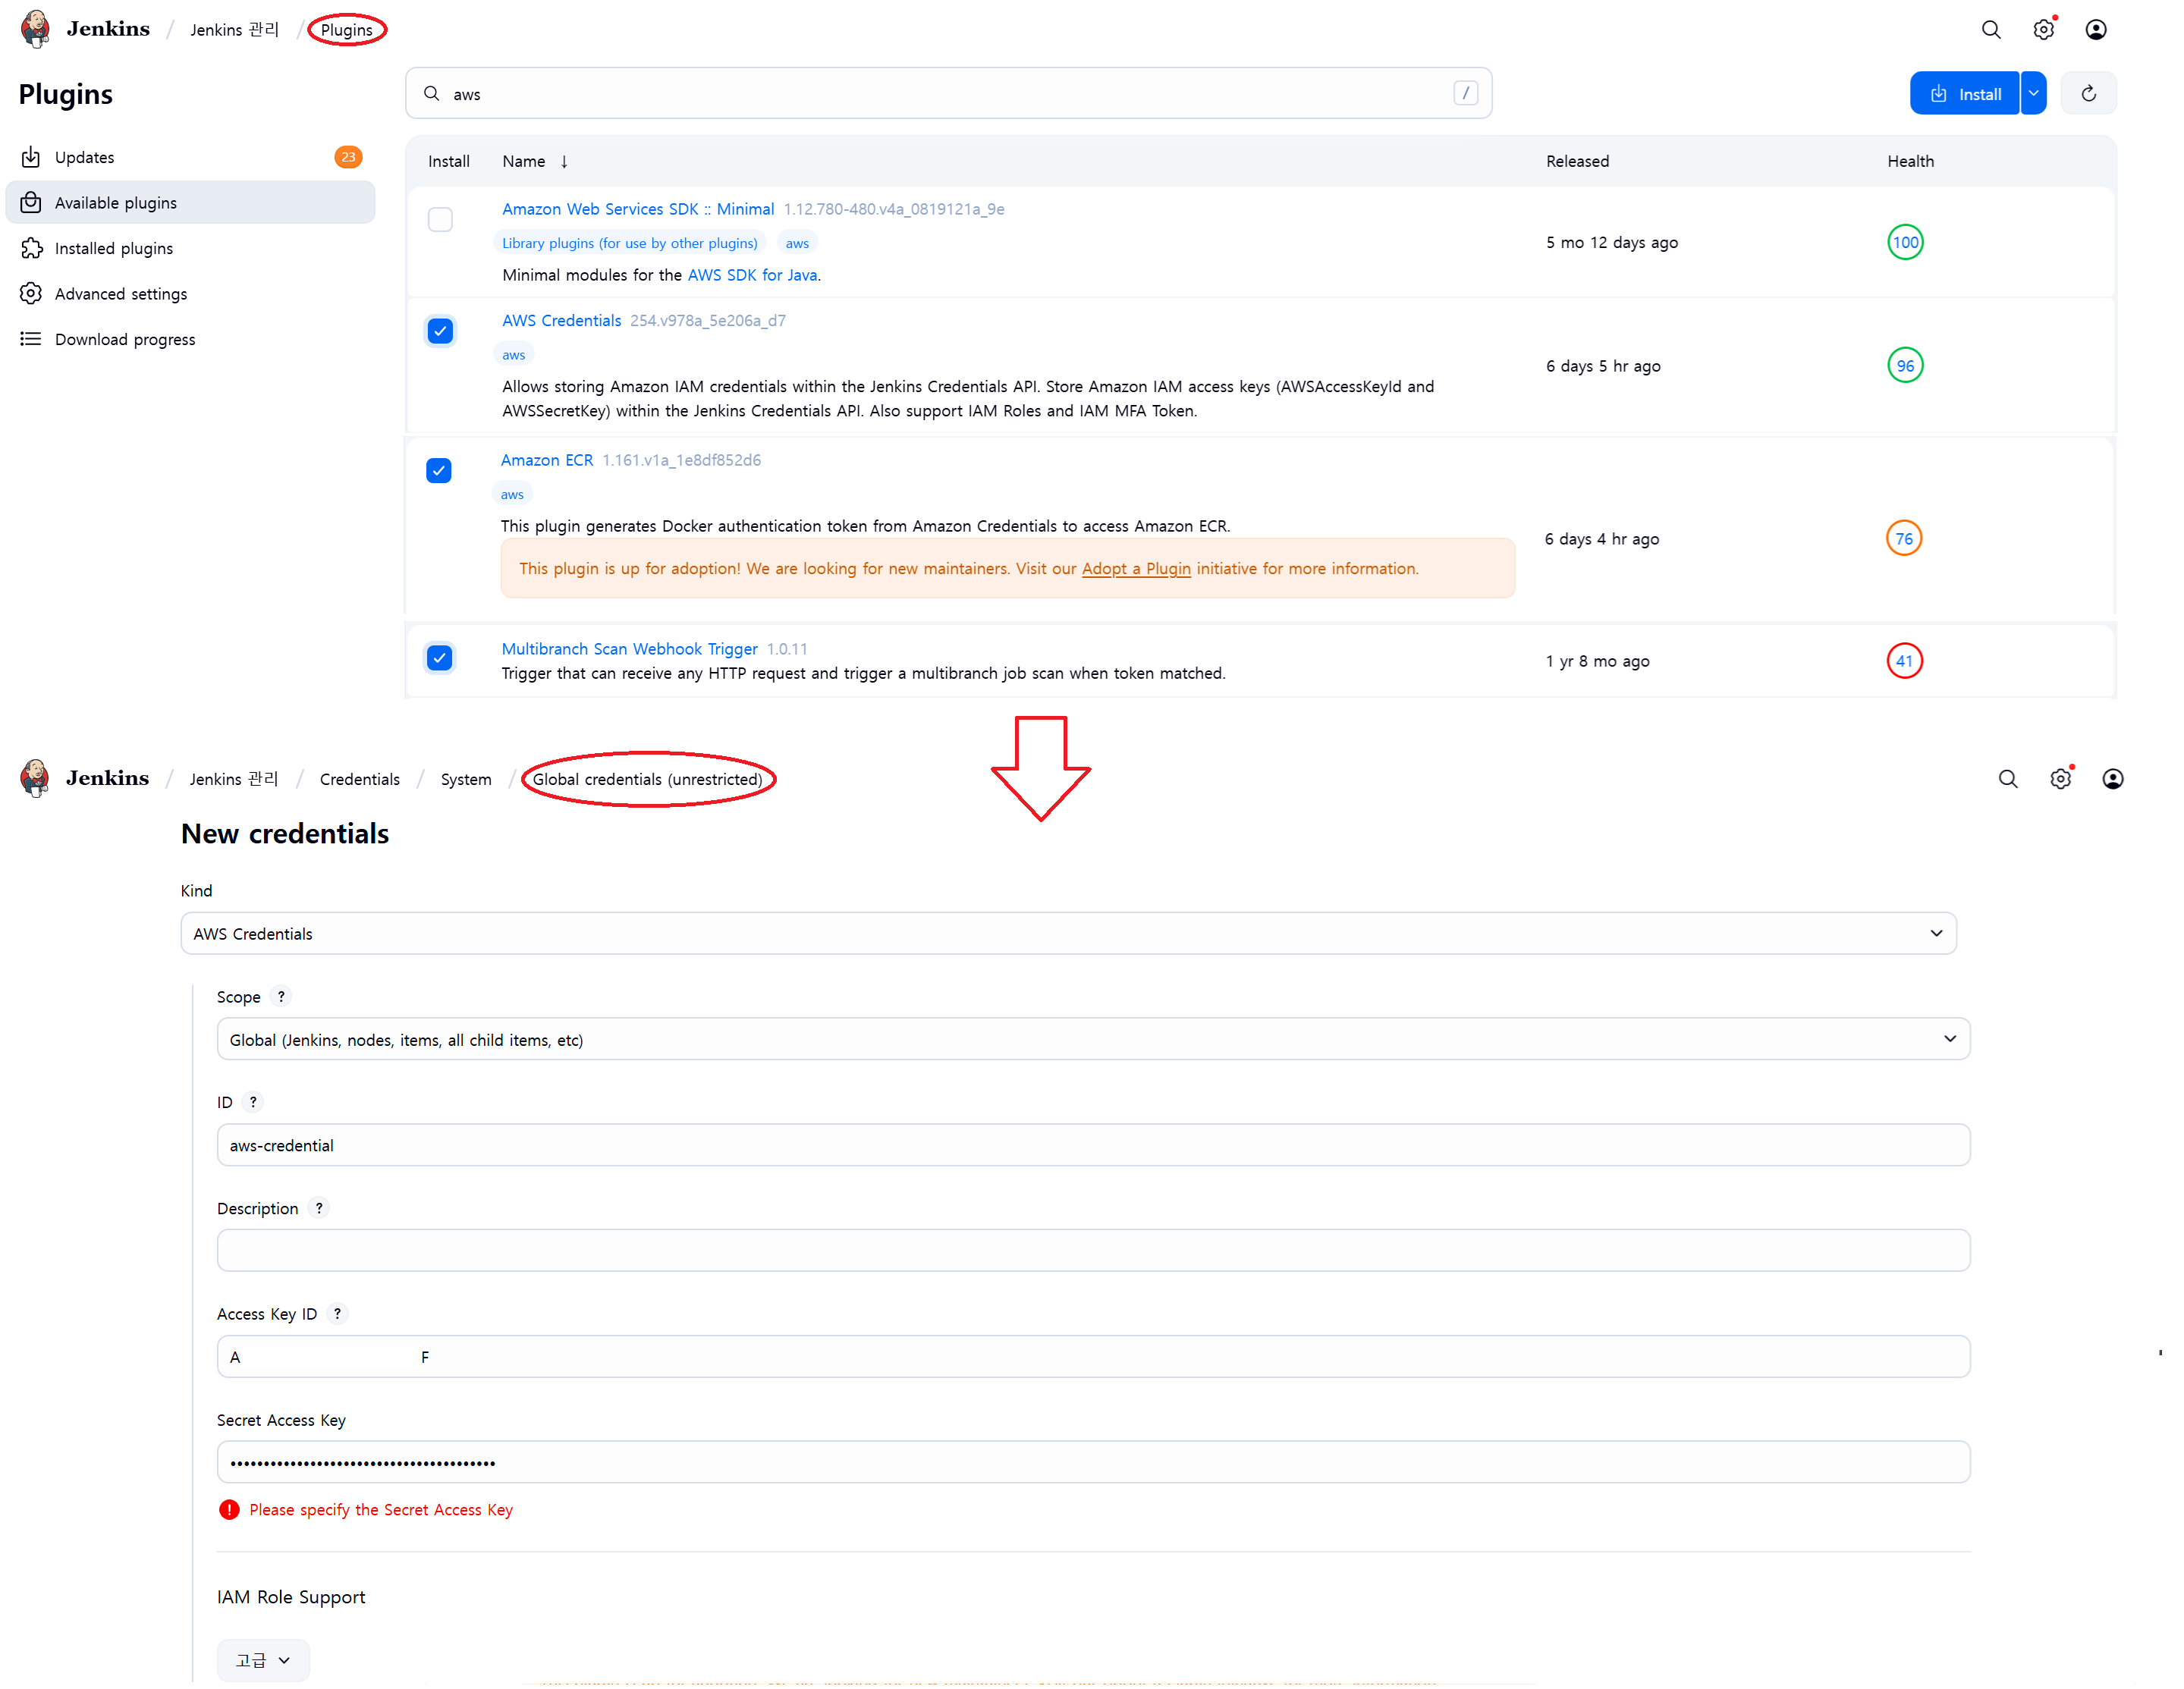 Jenkins / Jenkins 관리 / Plugins
Plugins
aws
/
Install
Updates
23
Available plugins
Installed plugins
Advanced settings
Download progress
Install Name ↓ Released Health
Amazon Web Services SDK :: Minimal 1.12.780-480.v4a_0819121a_9e
Library plugins (for use by other plugins) aws
Minimal modules for the AWS SDK for Java.
5 mo 12 days ago
100
AWS Credentials 254.v978a_5e206a_d7
aws
Allows storing Amazon IAM credentials within the Jenkins Credentials API. Store Amazon IAM access keys (AWSAccessKeyId and
AWSSecretKey) within the Jenkins Credentials API. Also support IAM Roles and IAM MFA Token.
6 days 5 hr ago
96
Amazon ECR 1.161.v1a_1e8df852d6
aws
This plugin generates Docker authentication token from Amazon Credentials to access Amazon ECR.
This plugin is up for adoption! We are looking for new maintainers. Visit our Adopt a Plugin initiative for more information.
6 days 4 hr ago
76
Multibranch Scan Webhook Trigger 1.0.11
Trigger that can receive any HTTP request and trigger a multibranch job scan when token matched.
1 yr 8 mo ago
41
Jenkins / Jenkins 관리 / Credentials / System / Global credentials (unrestricted)
New credentials
Kind
AWS Credentials
Scope ?
Global (Jenkins, nodes, items, all child items, etc)
ID ?
aws-credential
Description ?
Access Key ID ?
A F
Secret Access Key
Please specify the Secret Access Key
IAM Role Support
고급